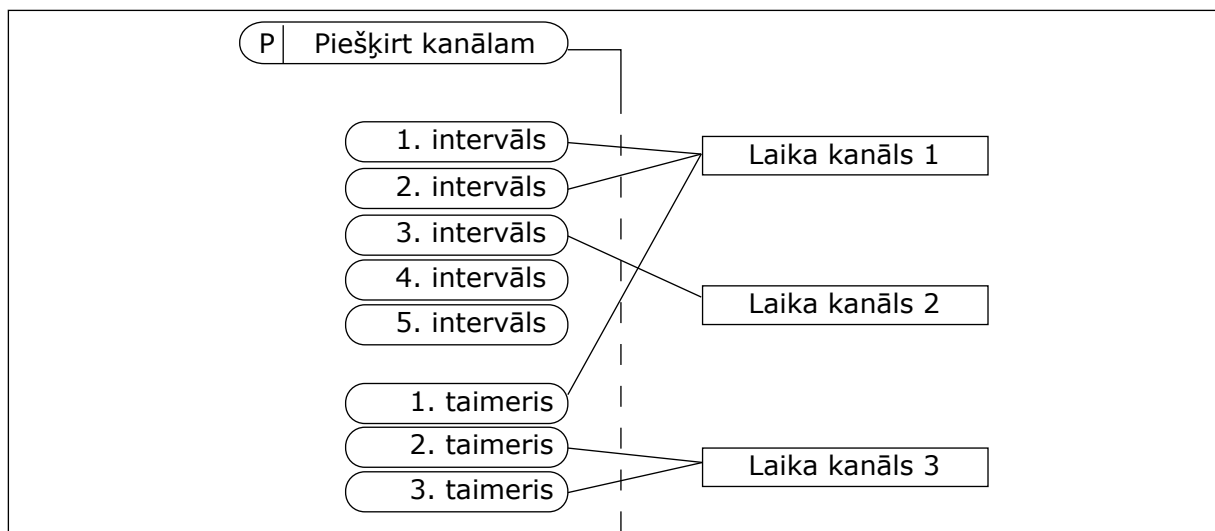 P Piešķirt kanālam
1. intervāls
2. intervāls
3. intervāls
4. intervāls
5. intervāls
1. taimeris
2. taimeris
3. taimeris
Laika kanāls 1
Laika kanāls 2
Laika kanāls 3